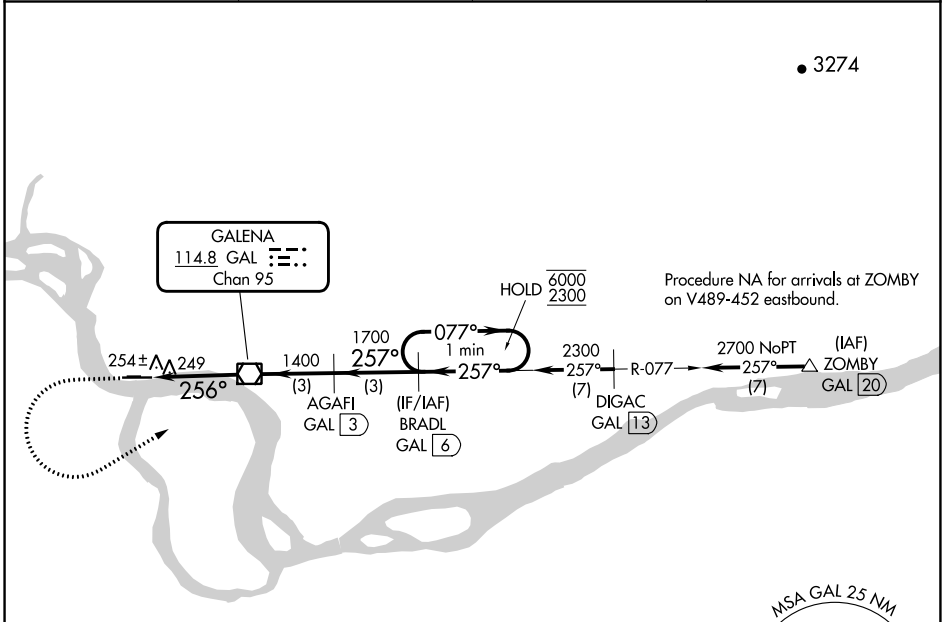 3274
GALENA
114.8 GAL
Chan 95
HOLD 6000
2300
Procedure NA for arrivals at ZOMBY
on V489-452 eastbound.
077°
1 min
257°
1700
257°
(3)
1400
(3)
2300
257°
(7)
R-077
2700 NoPT
257°
(7)
(IAF)
ZOMBY
GAL 20
254±
249
256°
AGAFI
GAL 3
(IF/IAF)
BRADL
GAL 6
DIGAC
GAL 13
MSA GAL 25 NM